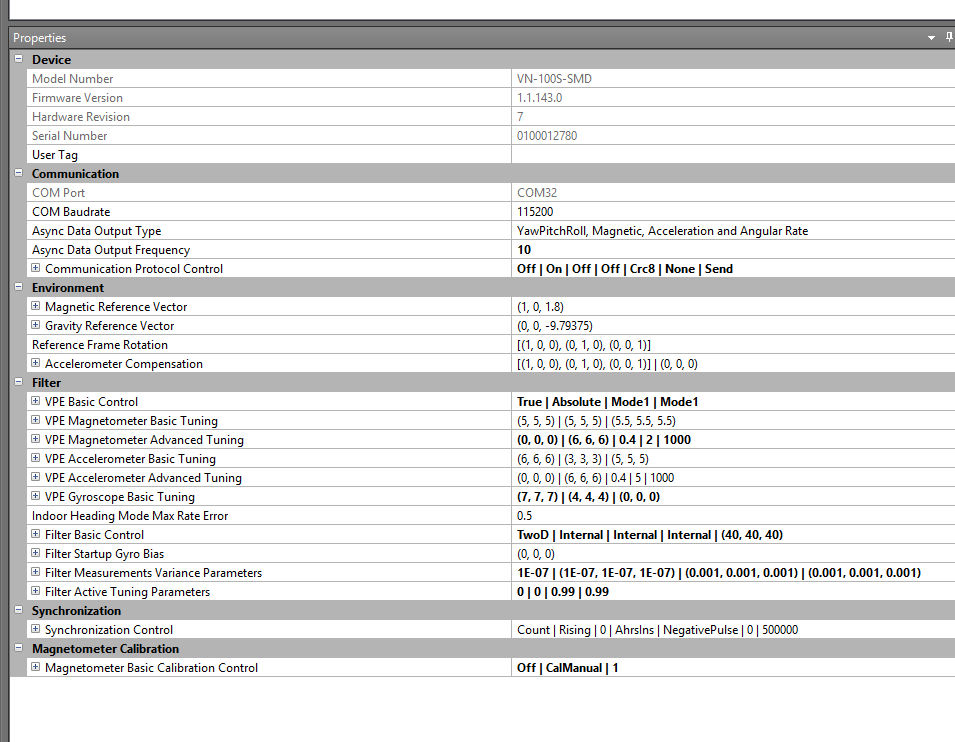 Properties
Device
Model Number VN-100S-SMD
Firmware Version 1.1.143.0
Hardware Revision 7
Serial Number 0100012780
User Tag
Communication
COM Port COM32
COM Baudrate 115200
Async Data Output Type YawPitchRoll, Magnetic, Acceleration and Angular Rate
Async Data Output Frequency 10
Communication Protocol Control Off | On | Off | Off | Crc8 | None | Send
Environment
Magnetic Reference Vector (1, 0, 1.8)
Gravity Reference Vector (0, 0, -9.79375)
Reference Frame Rotation [(1, 0, 0), (0, 1, 0), (0, 0, 1)]
Accelerometer Compensation [(1, 0, 0), (0, 1, 0), (0, 0, 1)] | (0, 0, 0)
Filter
VPE Basic Control True | Absolute | Mode1 | Mode1
VPE Magnetometer Basic Tuning (5, 5, 5) | (5, 5, 5) | (5.5, 5.5, 5.5)
VPE Magnetometer Advanced Tuning (0, 0, 0) | (6, 6, 6) | 0.4 | 2 | 1000
VPE Accelerometer Basic Tuning (6, 6, 6) | (3, 3, 3) | (5, 5, 5)
VPE Accelerometer Advanced Tuning (0, 0, 0) | (6, 6, 6) | 0.4 | 5 | 1000
VPE Gyroscope Basic Tuning (7, 7, 7) | (4, 4, 4) | (0, 0, 0)
Indoor Heading Mode Max Rate Error 0.5
Filter Basic Control TwoD | Internal | Internal | Internal | (40, 40, 40)
Filter Startup Gyro Bias (0, 0, 0)
Filter Measurements Variance Parameters 1E-07 | (1E-07, 1E-07, 1E-07) | (0.001, 0.001, 0.001) | (0.001, 0.001, 0.001)
Filter Active Tuning Parameters 0 | 0 | 0.99 | 0.99
Synchronization
Synchronization Control Count | Rising | 0 | AhrsIns | NegativePulse | 0 | 500000
Magnetometer Calibration
Magnetometer Basic Calibration Control Off | CalManual | 1